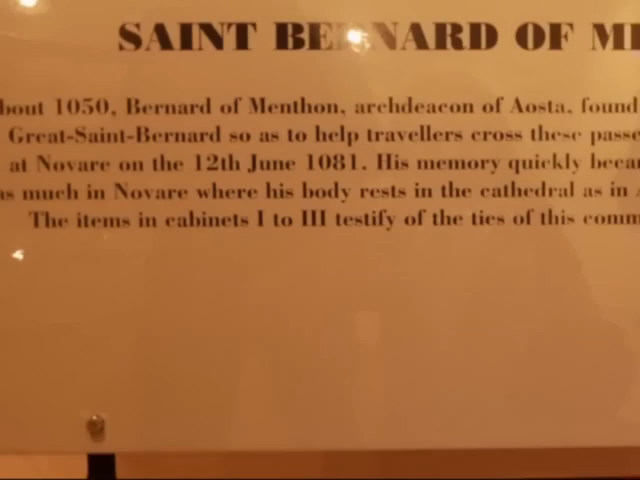 SAINT BERNARD OF
bout 1050, Bernard of Menthon, archdeacon of Aosta, found
Great-Saint-Bernard so as to help travellers cross these passe
at Novare on the 12th June 1081. His memory quickly becam
as much in Novare where his body rests in the cathedral as in
The items in cabinets I to III testify of the ties of this comm